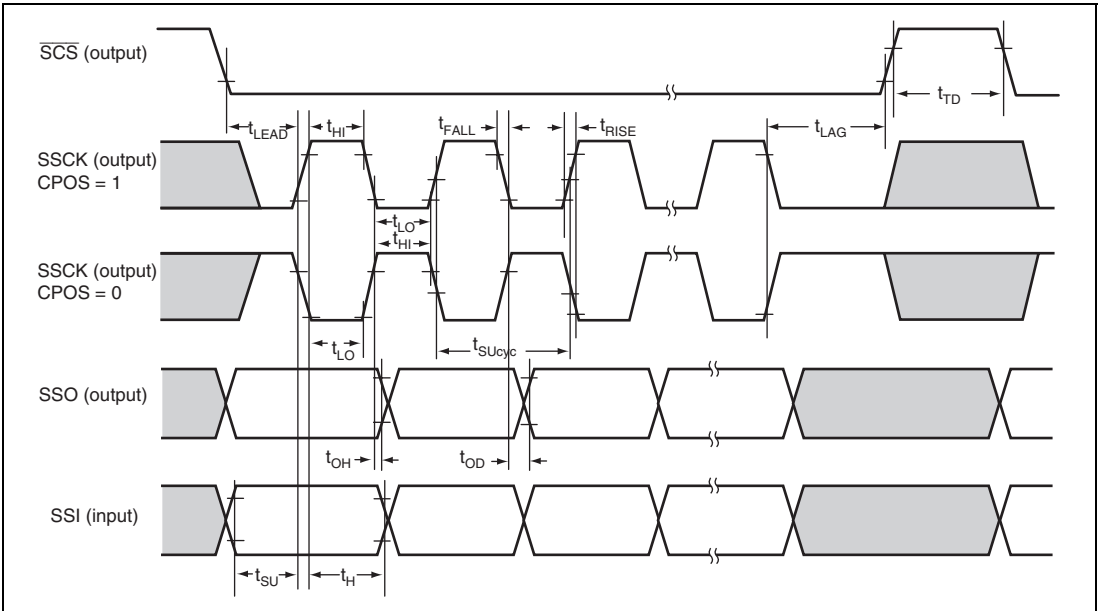 SCS (output)
tTD
tLEAD
tHI
tFALL
tRISE
tLAG
SSCK (output)
CPOS = 1
tLO
tHI
SSCK (output)
CPOS = 0
tLO
tSUcyc
SSO (output)
tOH
tOD
SSI (input)
tSU
tH